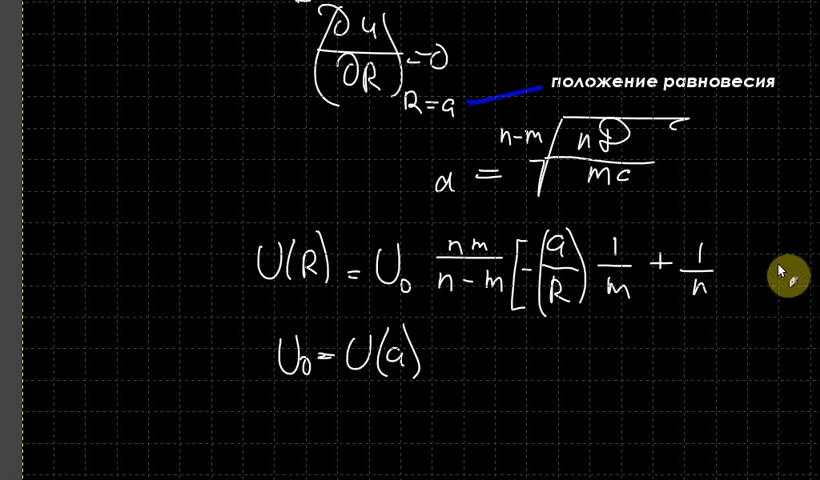 (∂U/∂R)R=a = 0
положение равновесия
a = ⁿ⁻ᵐ√(nD/mc)
U(R) = U₀ nm/(n-m) [-(a/R) 1/m + 1/n
U₀ = U(a)